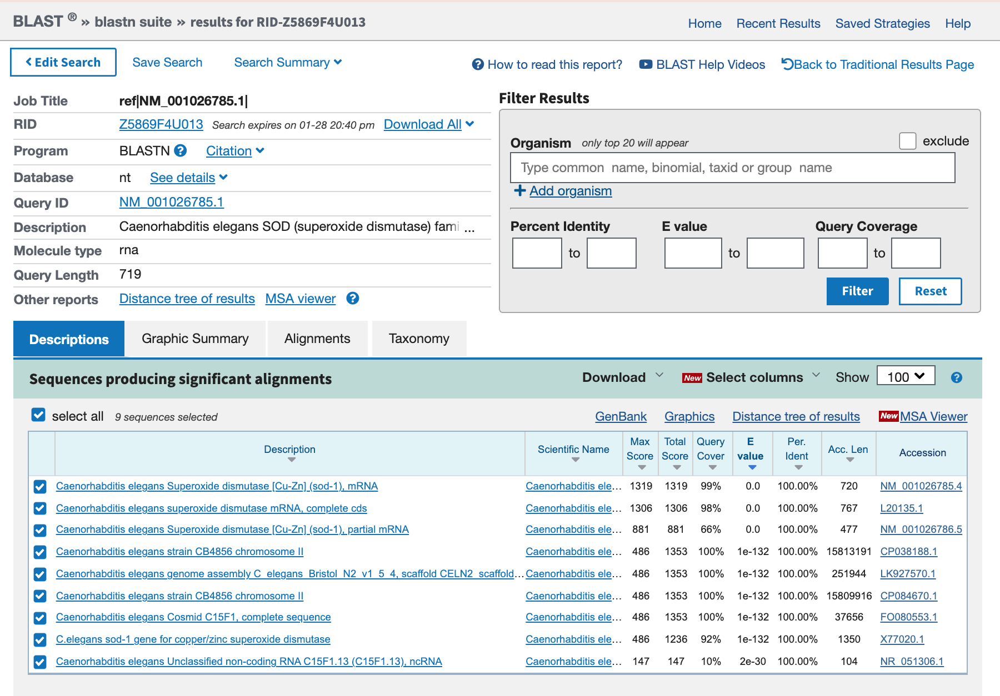 BLAST ® » blastn suite » results for RID-Z5869F4U013
Home Recent Results Saved Strategies Help
Edit Search Save Search Search Summary
How to read this report? BLAST Help Videos Back to Traditional Results Page
Job Title ref|NM_001026785.1|
RID Z5869F4U013 Search expires on 01-28 20:40 pm Download All
Program BLASTN Citation
Database nt See details
Query ID NM_001026785.1
Description Caenorhabditis elegans SOD (superoxide dismutase) fami ...
Molecule type rna
Query Length 719
Other reports Distance tree of results MSA viewer
Filter Results
Organism only top 20 will appear exclude
Type common name, binomial, taxid or group name
Add organism
Percent Identity E value Query Coverage
to to to
Filter Reset
Descriptions Graphic Summary Alignments Taxonomy
Sequences producing significant alignments Download New Select columns Show 100
select all 9 sequences selected GenBank Graphics Distance tree of results New MSA Viewer
Description Scientific Name Max Score Total Score Query Cover E value Per. Ident Acc. Len Accession
Caenorhabditis elegans Superoxide dismutase [Cu-Zn] (sod-1), mRNA Caenorhabditis ele... 1319 1319 99% 0.0 100.00% 720 NM_001026785.4
Caenorhabditis elegans superoxide dismutase mRNA, complete cds Caenorhabditis ele... 1306 1306 98% 0.0 100.00% 767 L20135.1
Caenorhabditis elegans Superoxide dismutase [Cu-Zn] (sod-1), partial mRNA Caenorhabditis ele... 881 881 66% 0.0 100.00% 477 NM_001026786.5
Caenorhabditis elegans strain CB4856 chromosome II Caenorhabditis ele... 486 1353 100% 1e-132 100.00% 15813191 CP038188.1
Caenorhabditis elegans genome assembly C_elegans_Bristol_N2_v1_5_4, scaffold CELN2_scaffold... Caenorhabditis ele... 486 1353 100% 1e-132 100.00% 251944 LK927570.1
Caenorhabditis elegans strain CB4856 chromosome II Caenorhabditis ele... 486 1353 100% 1e-132 100.00% 15809916 CP084670.1
Caenorhabditis elegans Cosmid C15F1, complete sequence Caenorhabditis ele... 486 1353 100% 1e-132 100.00% 37656 FO080553.1
C.elegans sod-1 gene for copper/zinc superoxide dismutase Caenorhabditis ele... 486 1236 92% 1e-132 100.00% 1350 X77020.1
Caenorhabditis elegans Unclassified non-coding RNA C15F1.13 (C15F1.13), ncRNA Caenorhabditis ele... 147 147 10% 2e-30 100.00% 104 NR_051306.1